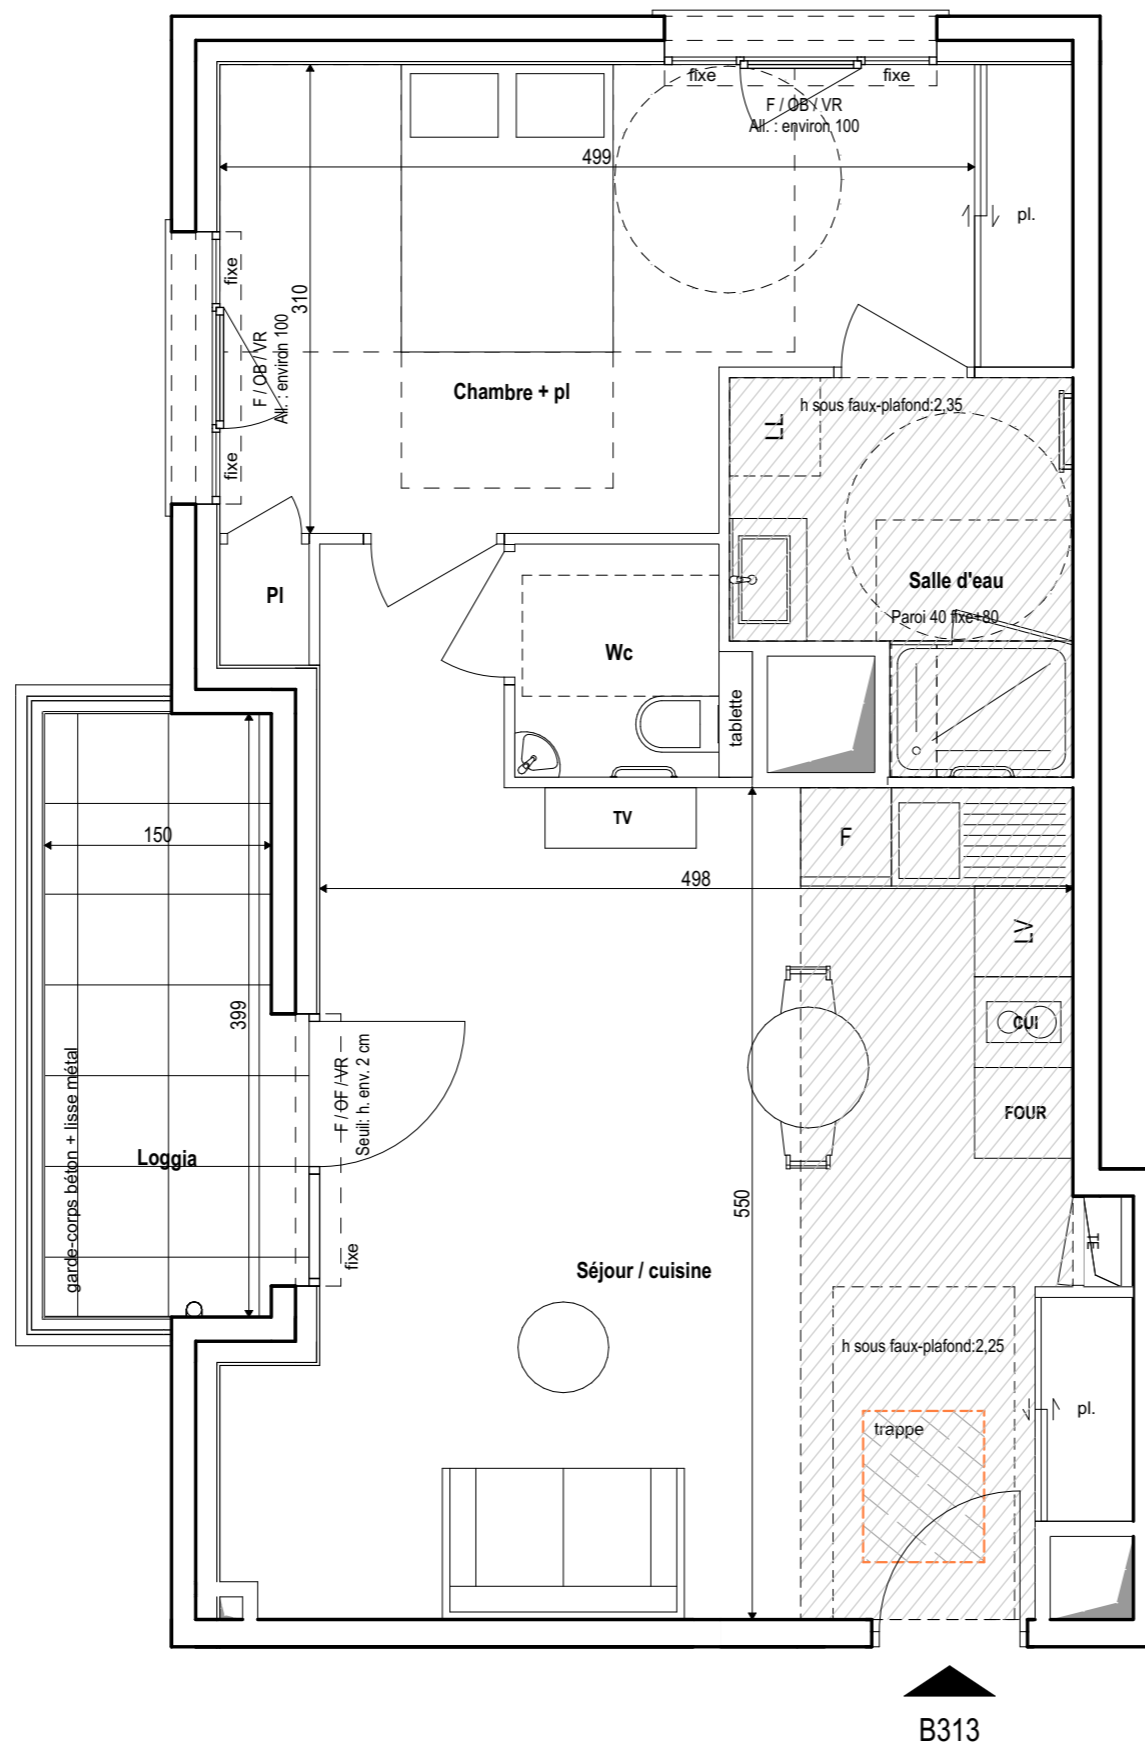 fixe
fixe
F / OB / VR
All. : environ 100
499
pl.
fixe
310
F / OB / VR
All. : environ 100
fixe
Chambre + pl
h sous faux-plafond:2,35
LL
Pl
Salle d'eau
Paroi 40 fixe+80
Wc
tablette
TV
F
150
498
LV
399
CUI
garde-corps béton + lisse métal
F / OF / VR
Seuil: h. env. 2 cm
FOUR
Loggia
550
fixe
TE
Séjour / cuisine
h sous faux-plafond:2,25
pl.
trappe
B313